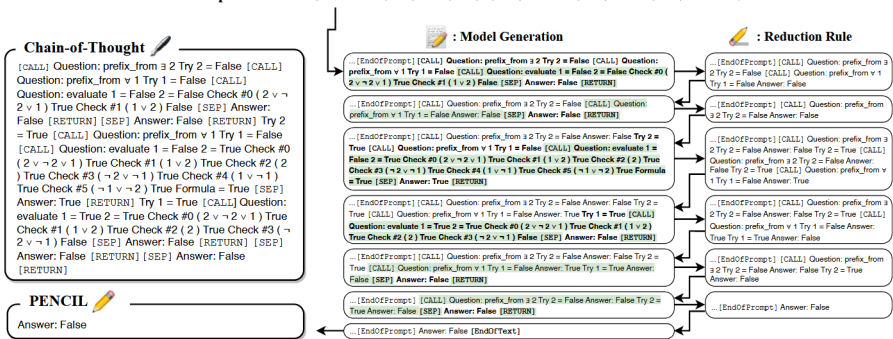 : Model Generation
: Reduction Rule
Chain-of-Thought
[CALL] Question: prefix_from ∃ 2 Try 2 = False [CALL]
Question: prefix_from ∀ 1 Try 1 = False [CALL]
Question: evaluate 1 = False 2 = False Check #0 ( 2 ∨ ¬
2 ∨ 1 ) True Check #1 ( 1 ∨ 2 ) False [SEP] Answer:
False [RETURN] [SEP] Answer: False [RETURN] Try 2
= True [CALL] Question: prefix_from ∀ 1 Try 1 = False
[CALL] Question: evaluate 1 = False 2 = True Check #0
( 2 ∨ ¬ 2 ∨ 1 ) True Check #1 ( 1 ∨ 2 ) True Check #2 ( 2
) True Check #3 ( ¬ 2 ∨ ¬ 1 ) True Check #4 ( 1 ∨ ¬ 1 )
True Check #5 ( ¬ 1 ∨ ¬ 2 ) True Formula = True [SEP]
Answer: True [RETURN] Try 1 = True [CALL] Question:
evaluate 1 = True 2 = True Check #0 ( 2 ∨ ¬ 2 ∨ 1 ) True
Check #1 ( 1 ∨ 2 ) True Check #2 ( 2 ) True Check #3 ( ¬
2 ∨ ¬ 1 ) False [SEP] Answer: False [RETURN] [SEP]
Answer: False [RETURN] [SEP] Answer: False
[RETURN]
PENCIL
Answer: False
...[EndOfPrompt] [CALL] Question: prefix_from ∃ 2 Try 2 = False [CALL] Question:
prefix_from ∀ 1 Try 1 = False [CALL] Question: evaluate 1 = False 2 = False Check #0 (
2 ∨ ¬ 2 ∨ 1 ) True Check #1 ( 1 ∨ 2 ) False [SEP] Answer: False [RETURN]
...[EndOfPrompt] [CALL] Question: prefix_from ∃ 2 Try 2 = False [CALL] Question:
prefix_from ∀ 1 Try 1 = False Answer: False [SEP] Answer: False [RETURN]
...[EndOfPrompt] [CALL] Question: prefix_from ∃ 2 Try 2 = False Answer: False Try 2 =
True [CALL] Question: prefix_from ∀ 1 Try 1 = False [CALL] Question: evaluate 1 =
False 2 = True Check #0 ( 2 ∨ ¬ 2 ∨ 1 ) True Check #1 ( 1 ∨ 2 ) True Check #2 ( 2 ) True
Check #3 ( ¬ 2 ∨ ¬ 1 ) True Check #4 ( 1 ∨ ¬ 1 ) True Check #5 ( ¬ 1 ∨ ¬ 2 ) True Formula
= True [SEP] Answer: True [RETURN]
...[EndOfPrompt] [CALL] Question: prefix_from ∃ 2 Try 2 = False Answer: False Try 2 =
True [CALL] Question: prefix_from ∀ 1 Try 1 = False Answer: True Try 1 = True [CALL]
Question: evaluate 1 = True 2 = True Check #0 ( 2 ∨ ¬ 2 ∨ 1 ) True Check #1 ( 1 ∨ 2 )
True Check #2 ( 2 ) True Check #3 ( ¬ 2 ∨ ¬ 1 ) False [SEP] Answer: False [RETURN]
...[EndOfPrompt] [CALL] Question: prefix_from ∃ 2 Try 2 = False Answer: False Try 2 =
True [CALL] Question: prefix_from ∀ 1 Try 1 = False Answer: True Try 1 = True Answer:
False [SEP] Answer: False [RETURN]
...[EndOfPrompt] [CALL] Question: prefix_from ∃ 2 Try 2 = False Answer: False Try 2 =
True Answer: False [SEP] Answer: False [RETURN]
...[EndOfPrompt] Answer: False [EndOfText]
...[EndOfPrompt] [CALL] Question: prefix_from ∃
2 Try 2 = False [CALL] Question: prefix_from ∀ 1
Try 1 = False Answer: False
...[EndOfPrompt] [CALL] Question: prefix_from ∃
2 Try 2 = False Answer: False
...[EndOfPrompt] [CALL] Question: prefix_from ∃
2 Try 2 = False Answer: False Try 2 = True [CALL]
Question: prefix_from ∃ 2 Try 2 = False Answer:
False Try 2 = True [CALL] Question: prefix_from ∀
1 Try 1 = False Answer: True
...[EndOfPrompt] [CALL] Question: prefix_from ∃
2 Try 2 = False Answer: False Try 2 = True [CALL]
Question: prefix_from ∀ 1 Try 1 = False Answer:
True Try 1 = True Answer: False
...[EndOfPrompt] [CALL] Question: prefix_from
∃ 2 Try 2 = False Answer: False Try 2 = True
Answer: False
...[EndOfPrompt] Answer: False